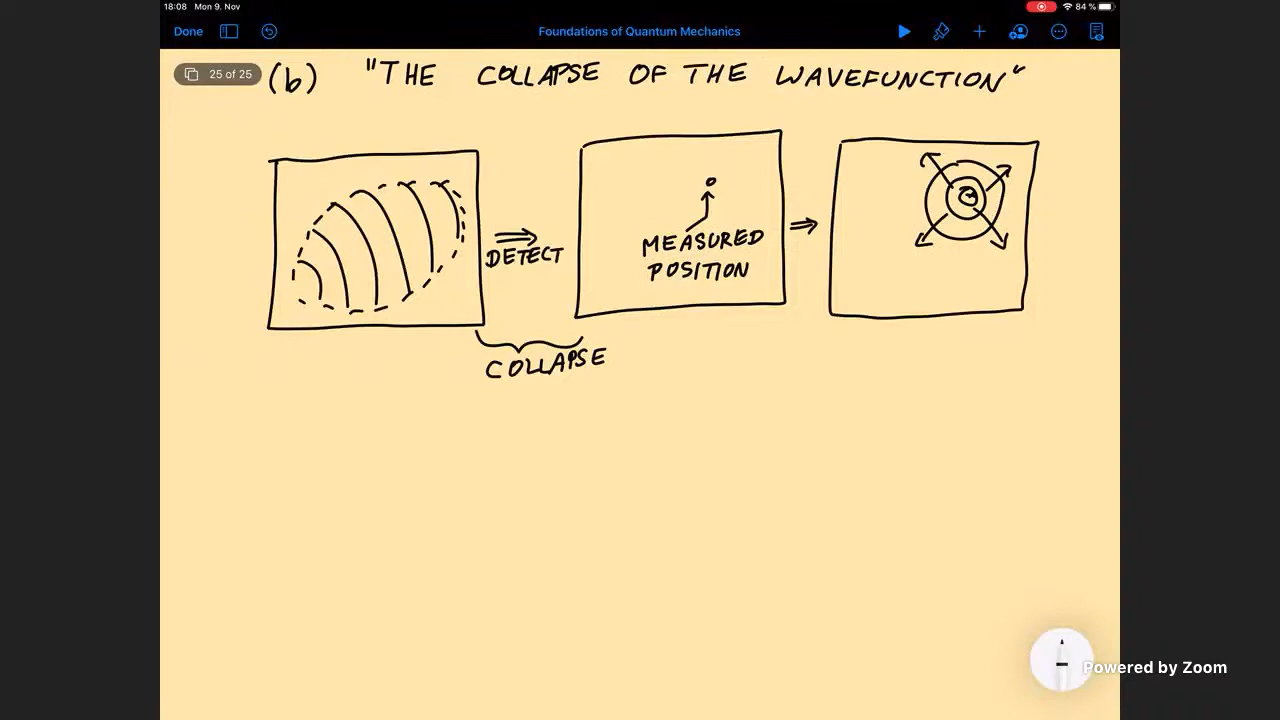 18:08 Mon 9. Nov
84 %
Done
Foundations of Quantum Mechanics
25 of 25
(b) "THE COLLAPSE OF THE WAVEFUNCTION"
DETECT
MEASURED
POSITION
COLLAPSE
Powered by Zoom